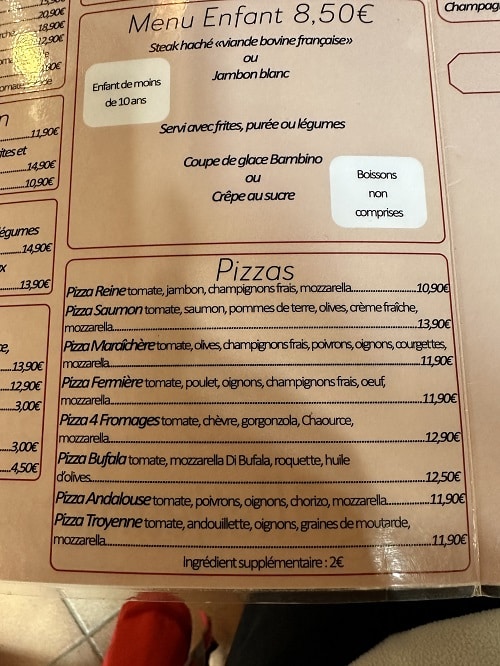 15,90€
20,90€
18,90€
12,90€
11,90€
ites et
14,90€
10,90€
légumes
14,90€
x
13,90€
13,90€
12,90€
3,00€
3,00€
4,50€
Menu Enfant 8,50€
Steak haché «viande bovine française»
ou
Jambon blanc
Enfant de moins
de 10 ans
Servi avec frites, purée ou légumes
Coupe de glace Bambino
ou
Crêpe au sucre
Boissons
non
comprises
Pizzas
Pizza Reine tomate, jambon, champignons frais, mozzarella...10,90€
Pizza Saumon tomate, saumon, pommes de terre, olives, crème fraîche,
mozzarella...13,90€
Pizza Maraîchère tomate, olives, champignons frais, poivrons, oignons, courgettes,
mozzarella...11,90€
Pizza Fermière tomate, poulet, oignons, champignons frais, oeuf,
mozzarella...11,90€
Pizza 4 Fromages tomate, chèvre, gorgonzola, Chaource,
mozzarella...12,90€
Pizza Bufala tomate, mozzarella Di Bufala, roquette, huile
d'olives...12,50€
Pizza Andalouse tomate, poivrons, oignons, chorizo, mozzarella...11,90€
Pizza Troyenne tomate, andouillette, oignons, graines de moutarde,
mozzarella...11,90€
Ingrédient supplémentaire : 2€
Champag